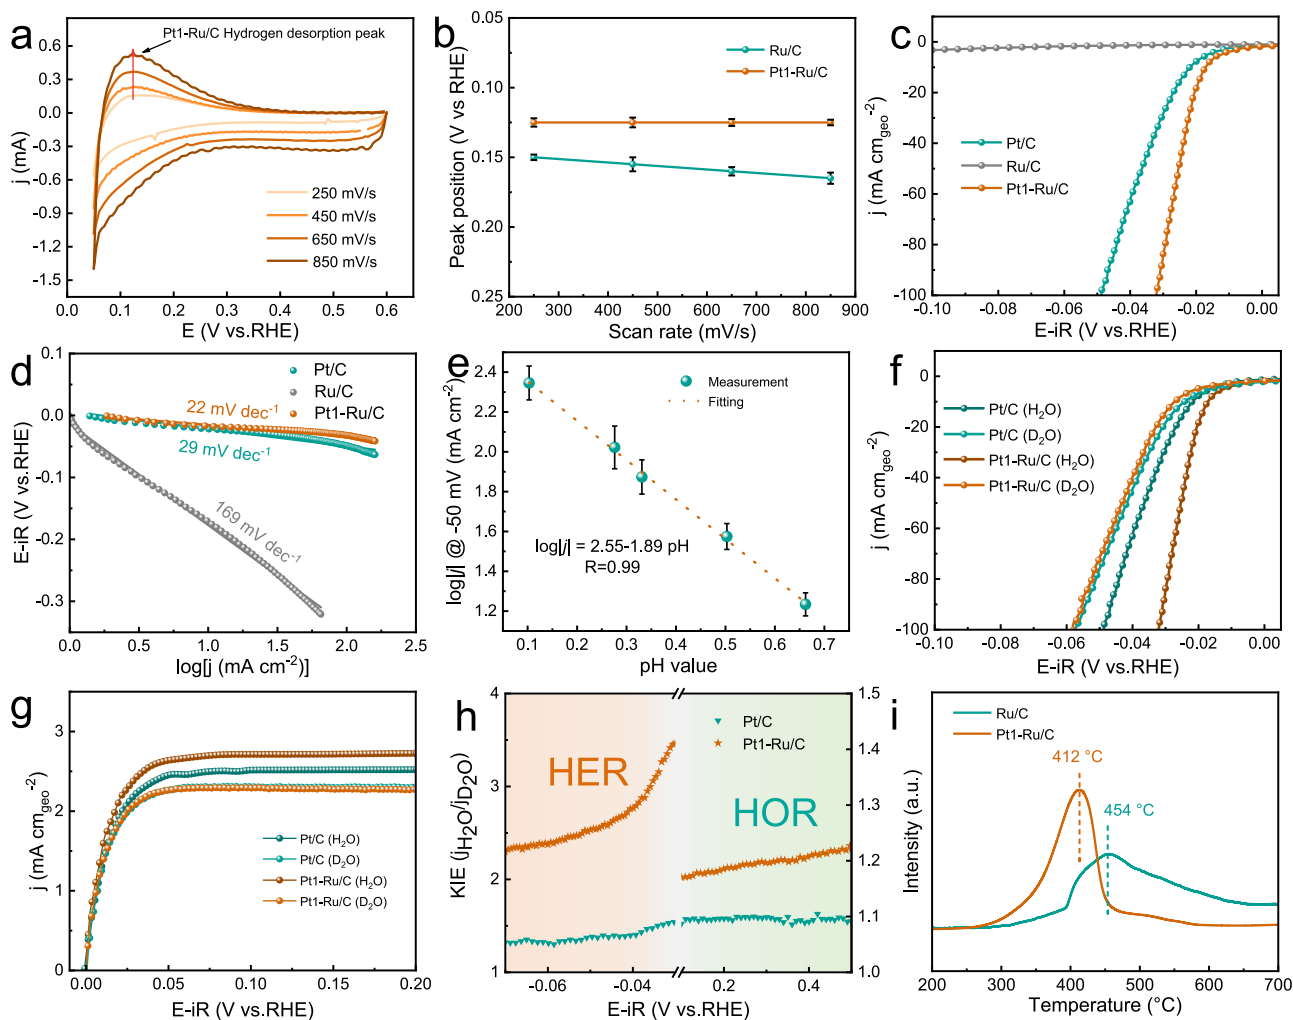 a
Pt1-Ru/C Hydrogen desorption peak
0.6
0.3
0.0
-0.3
-0.6
-0.9
-1.2
-1.5
j (mA)
250 mV/s
450 mV/s
650 mV/s
850 mV/s
0.0 0.1 0.2 0.3 0.4 0.5 0.6
E (V vs.RHE)
b
0.05
0.10
0.15
0.20
0.25
Peak position (V vs RHE)
Ru/C
Pt1-Ru/C
200 300 400 500 600 700 800 900
Scan rate (mV/s)
c
0
-20
-40
-60
-80
-100
j (mA cm_geo^-2)
Pt/C
Ru/C
Pt1-Ru/C
-0.10 -0.08 -0.06 -0.04 -0.02 0.00
E-iR (V vs.RHE)
d
0.1
0.0
-0.1
-0.2
-0.3
E-iR (V vs.RHE)
Pt/C
Ru/C
Pt1-Ru/C
22 mV dec⁻¹
29 mV dec⁻¹
169 mV dec⁻¹
0.0 0.5 1.0 1.5 2.0 2.5
log[j (mA cm⁻²)]
e
2.4
2.2
2.0
1.8
1.6
1.4
1.2
log|j| @ -50 mV (mA cm⁻²)
Measurement
Fitting
log|j| = 2.55-1.89 pH
R=0.99
0.1 0.2 0.3 0.4 0.5 0.6 0.7
pH value
f
0
-20
-40
-60
-80
-100
j (mA cm_geo^-2)
Pt/C (H₂O)
Pt/C (D₂O)
Pt1-Ru/C (H₂O)
Pt1-Ru/C (D₂O)
-0.10 -0.08 -0.06 -0.04 -0.02 0.00
E-iR (V vs.RHE)
g
3
2
1
0
j (mA cm_geo^-2)
Pt/C (H₂O)
Pt/C (D₂O)
Pt1-Ru/C (H₂O)
Pt1-Ru/C (D₂O)
0.00 0.05 0.10 0.15 0.20
E-iR (V vs.RHE)
h
4
3
2
1
KIE (j_H₂O/j_D₂O)
Pt/C
Pt1-Ru/C
HER
HOR
1.5
1.4
1.3
1.2
1.1
1.0
-0.06 -0.04 0.2 0.4
E-iR (V vs.RHE)
i
Intensity (a.u.)
Ru/C
Pt1-Ru/C
412 °C
454 °C
200 300 400 500 600 700
Temperature (°C)